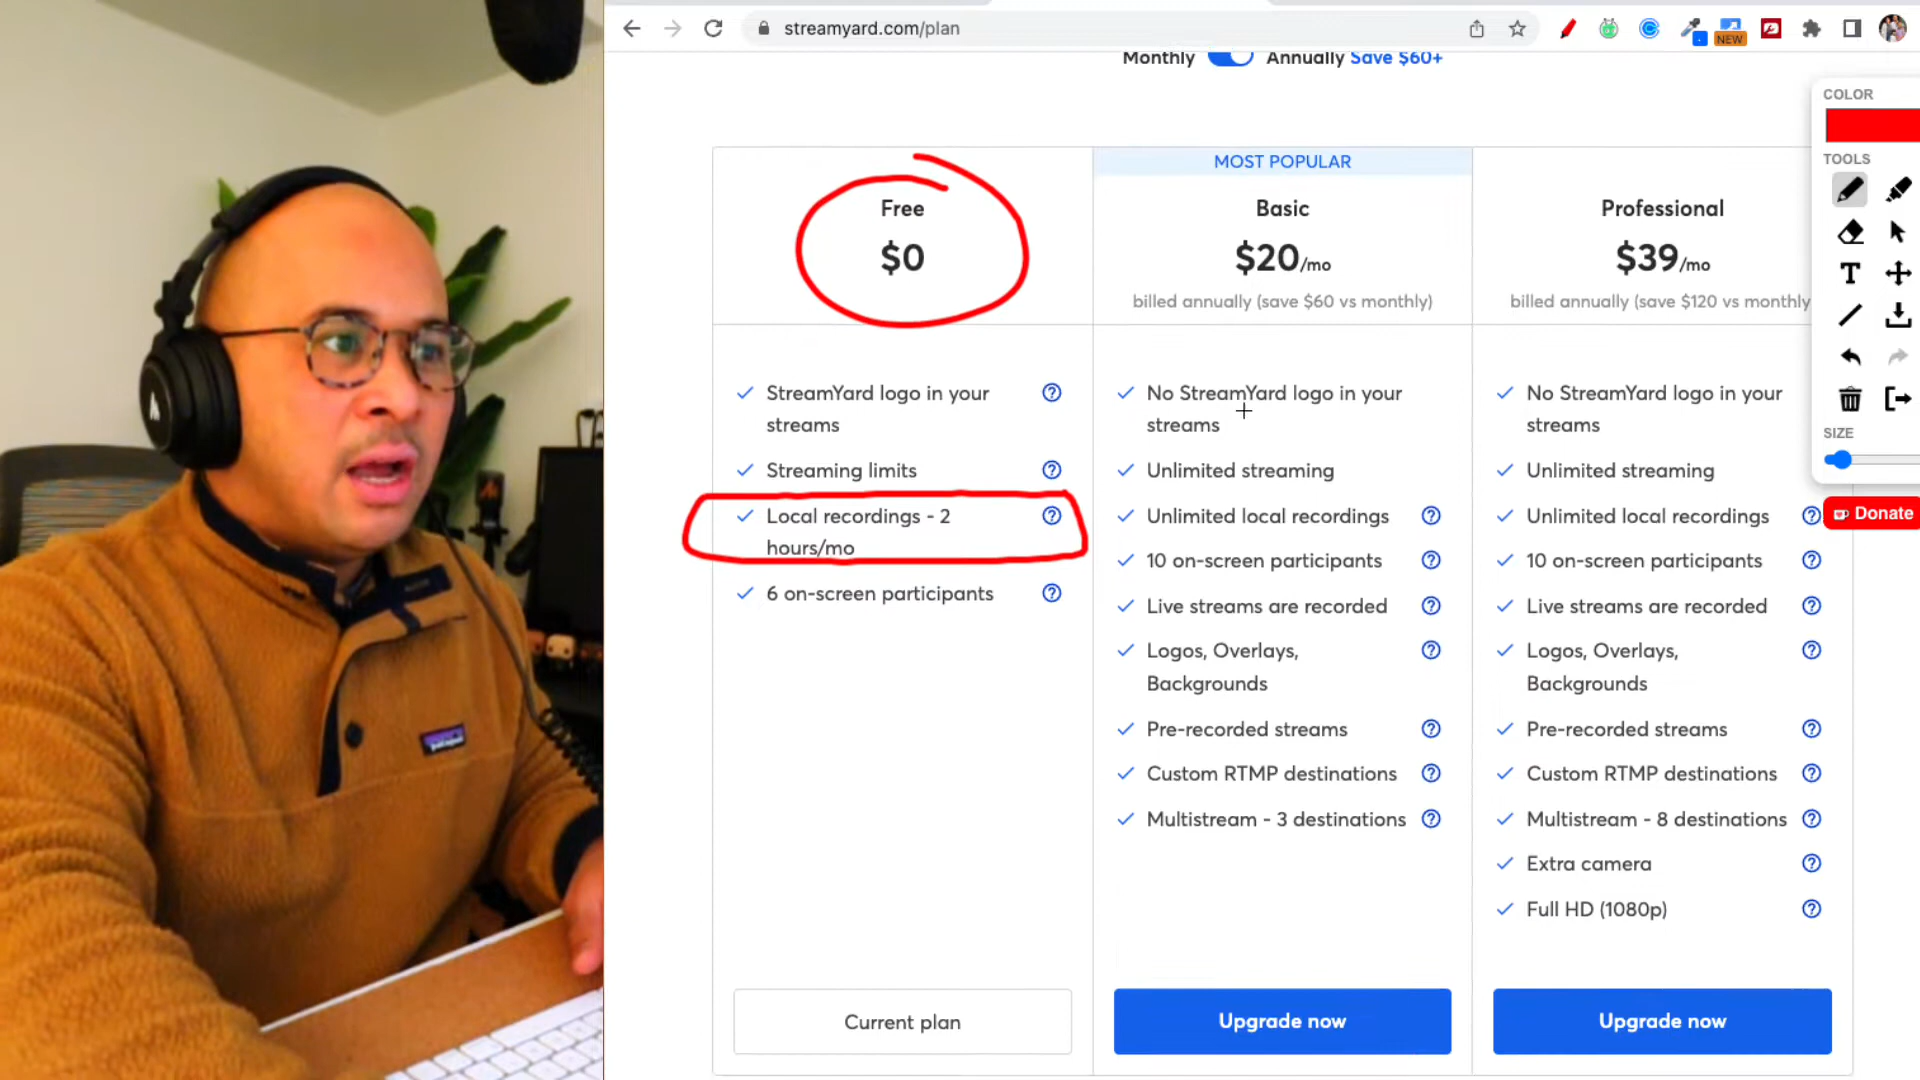 streamyard.com/plan
NEW
Monthly Annually Save $60+
COLOR
TOOLS
SIZE
Donate
Free
$0
StreamYard logo in your
streams
Streaming limits
Local recordings - 2
hours/mo
6 on-screen participants
Current plan
MOST POPULAR
Basic
$20/mo
billed annually (save $60 vs monthly)
No StreamYard logo in your
streams
Unlimited streaming
Unlimited local recordings
10 on-screen participants
Live streams are recorded
Logos, Overlays,
Backgrounds
Pre-recorded streams
Custom RTMP destinations
Multistream - 3 destinations
Upgrade now
Professional
$39/mo
billed annually (save $120 vs monthly
No StreamYard logo in your
streams
Unlimited streaming
Unlimited local recordings
10 on-screen participants
Live streams are recorded
Logos, Overlays,
Backgrounds
Pre-recorded streams
Custom RTMP destinations
Multistream - 8 destinations
Extra camera
Full HD (1080p)
Upgrade now
patagonia